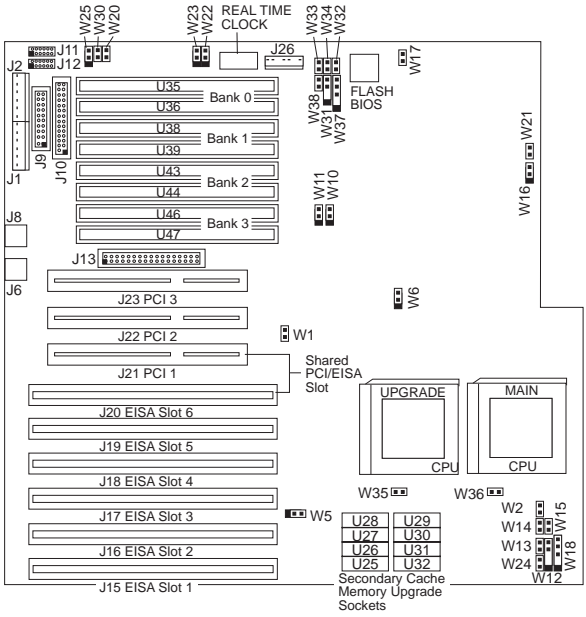 W25
W30
W20
W23
W22
REAL TIME
CLOCK
W33
W34
W32
J11
J12
J26
W17
J2
U35
Bank 0
U36
FLASH
BIOS
W38
W31
W37
U38
Bank 1
U39
W21
J9
J10
J1
U43
Bank 2
U44
W16
W11
W10
J8
U46
Bank 3
U47
J13
J6
J23 PCI 3
W6
J22 PCI 2
W1
Shared
PCI/EISA
Slot
J21 PCI 1
UPGRADE
MAIN
J20 EISA Slot 6
J19 EISA Slot 5
CPU
CPU
J18 EISA Slot 4
W35
W36
W5
W2
W15
J17 EISA Slot 3
U28
U29
W14
U27
U30
J16 EISA Slot 2
U26
U31
W13
W18
U25
U32
W24
J15 EISA Slot 1
W12
Secondary Cache
Memory Upgrade
Sockets